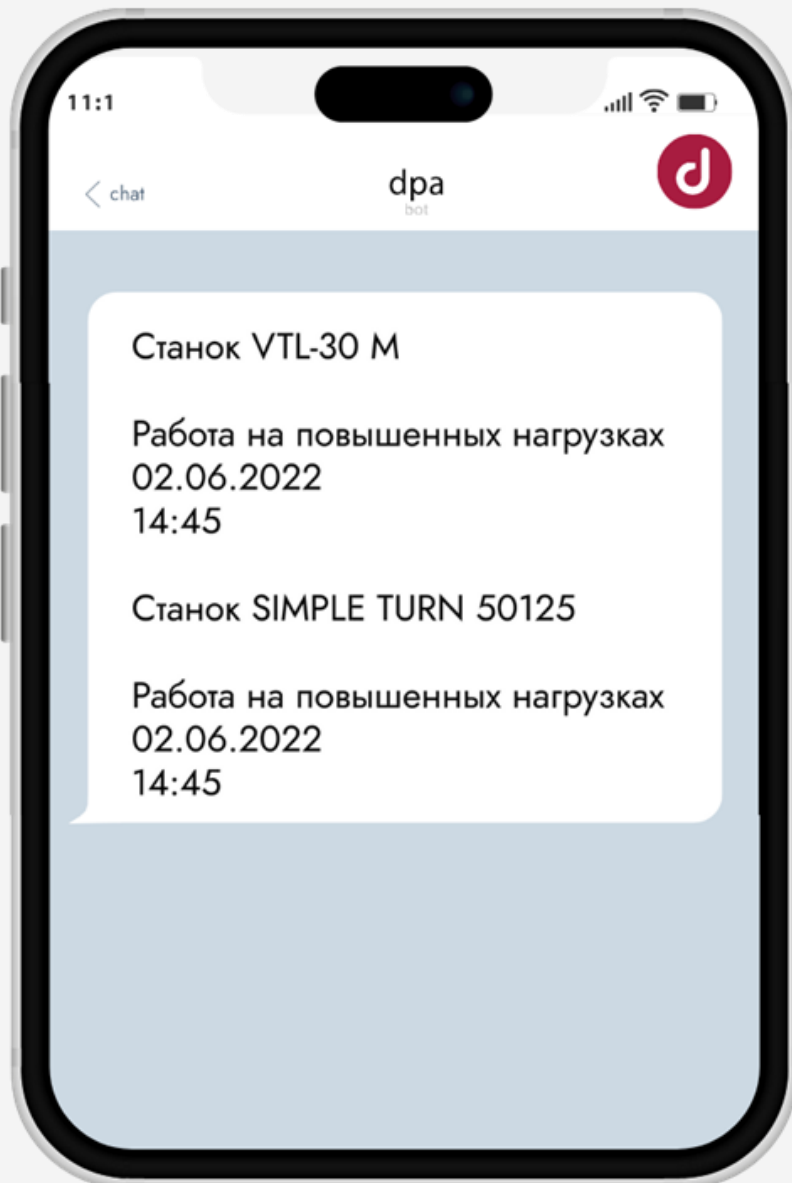 11:1
chat
dpa
bot
d
Станок VTL-30 М
Работа на повышенных нагрузках
02.06.2022
14:45
Станок SIMPLE TURN 50125
Работа на повышенных нагрузках
02.06.2022
14:45